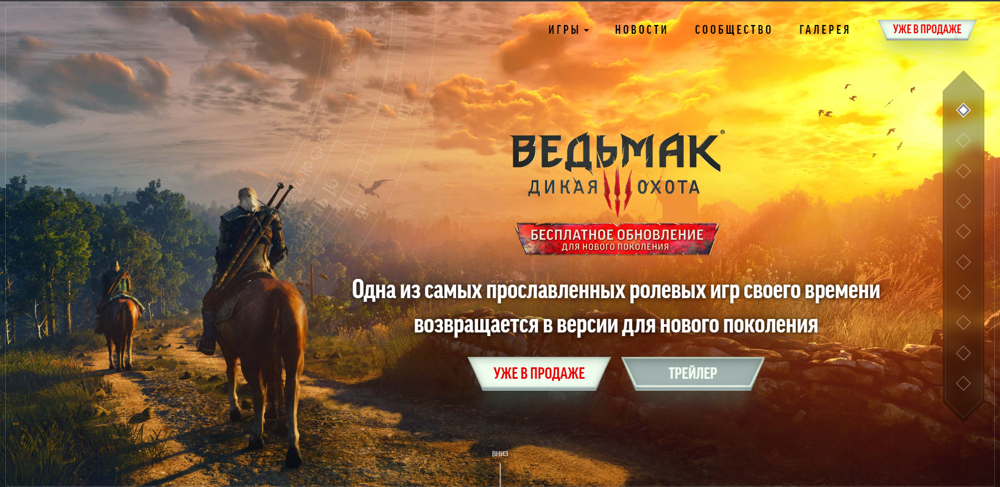 ИГРЫ НОВОСТИ СООБЩЕСТВО ГАЛЕРЕЯ УЖЕ В ПРОДАЖЕ
ВЕДЬМАК®
ДИКАЯ III ОХОТА
БЕСПЛАТНОЕ ОБНОВЛЕНИЕ
ДЛЯ НОВОГО ПОКОЛЕНИЯ
Одна из самых прославленных ролевых игр своего времени
возвращается в версии для нового поколения
УЖЕ В ПРОДАЖЕ ТРЕЙЛЕР
ВНИЗ